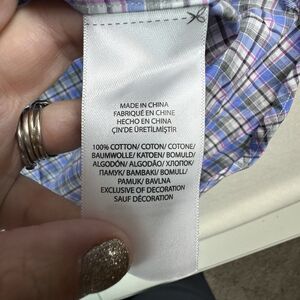 MADE IN CHINA
FABRIQUÉ EN CHINE
HECHO EN CHINA
ÇİN'DE ÜRETİLMİŞTİR
100% COTTON/ COTON/ COTONE/
BAUMWOLLE/ KATOEN/ BOMULD/
ALGODÓN/ ALGODÃO/ ХЛОПОК/
ПАМУК/ BAMBAKI/ BOMULL/
PAMUK/ BAVLNA
EXCLUSIVE OF DECORATION
SAUF DÉCORATION